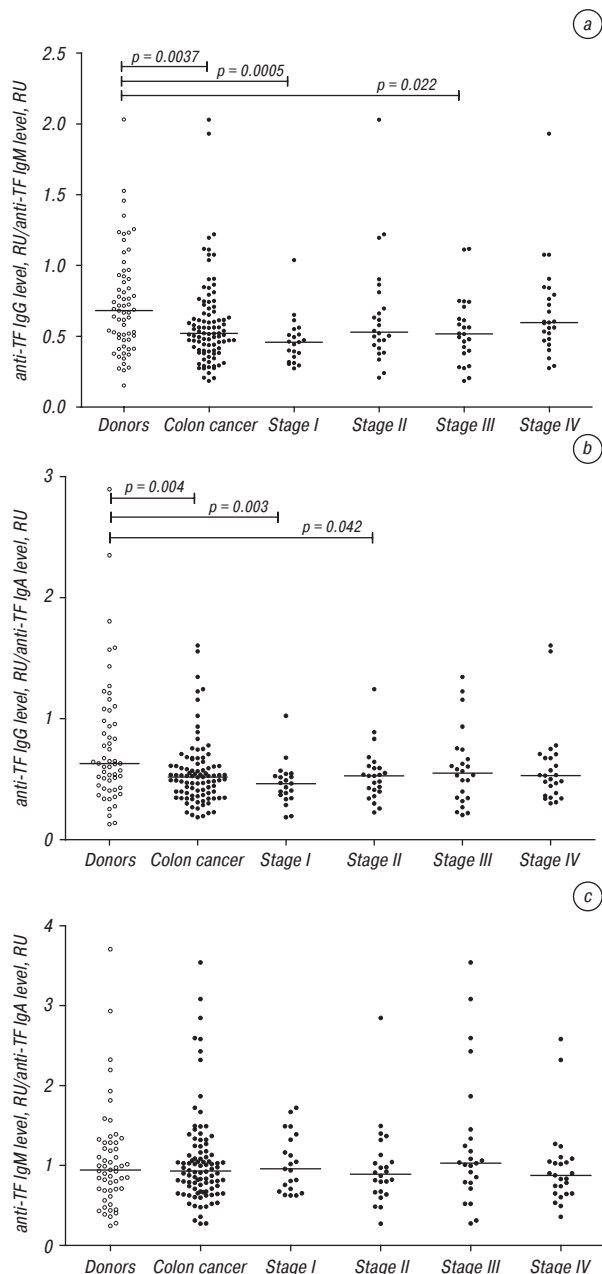 a
p = 0.0037
p = 0.0005
p = 0.022
anti-TF IgG level, RU/anti-TF IgM level, RU
2.5
2.0
1.5
1.0
0.5
0.0
Donors Colon cancer Stage I Stage II Stage III Stage IV
b
p = 0.004
p = 0.003
p = 0.042
anti-TF IgG level, RU/anti-TF IgA level, RU
3
2
1
0
Donors Colon cancer Stage I Stage II Stage III Stage IV
c
anti-TF IgM level, RU/anti-TF IgA level, RU
4
3
2
1
0
Donors Colon cancer Stage I Stage II Stage III Stage IV